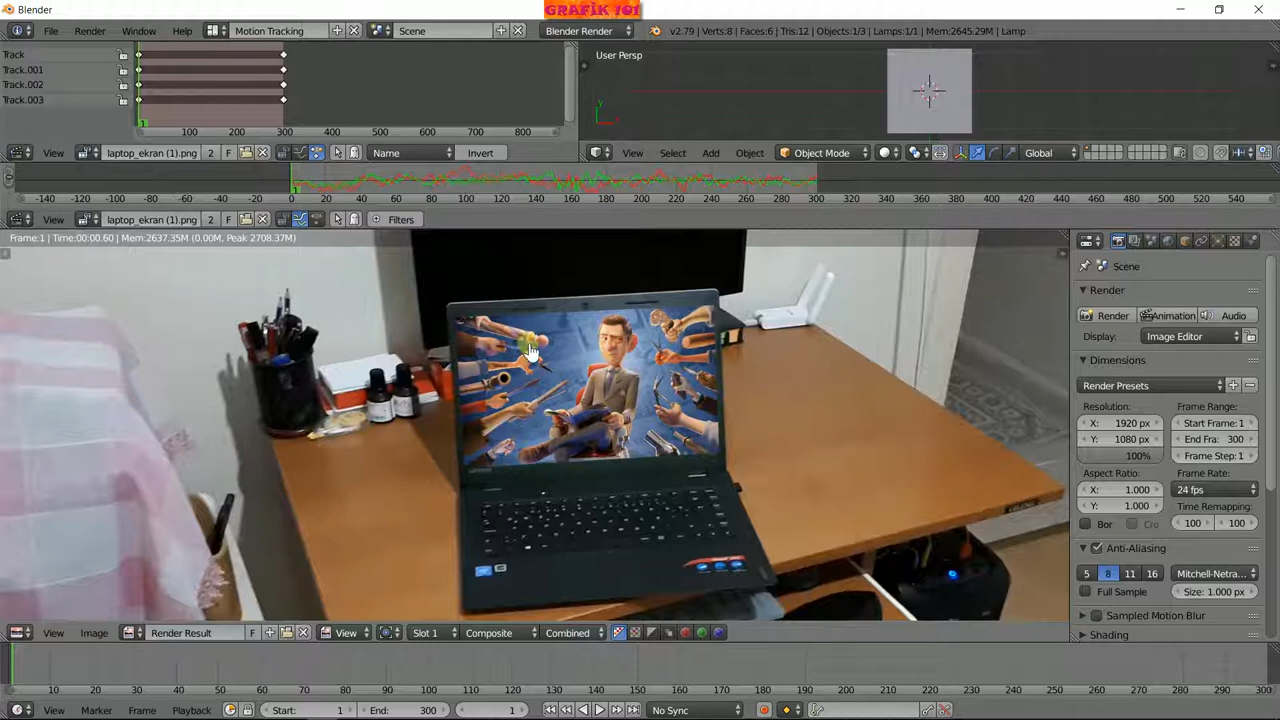 Blender
GRAFİK 101
File Render Window Help Motion Tracking Scene Blender Render v2.79 | Verts:8 | Faces:6 | Tris:12 | Objects:1/3 | Lamps:1/1 | Mem:2645.29M | Lamp
Track
Track.001
Track.002
Track.003
1
100 200 300 400 500 600 700 800
User Persp
View laptop_ekran (1).png 2 F Name Invert
View Select Add Object Object Mode Global
-140 -120 -100 -80 -60 -40 -20 0 20 40 60 80 100 120 140 160 180 200 220 240 260 280 300 320 340 360 380 400 420 440 460 480 500 520 540
View laptop_ekran (1).png 2 F Filters
Frame:1 | Time:00:00.60 | Mem:2637.35M (0.00M, Peak 2708.37M)
Scene
Render
Render Animation Audio
Display: Image Editor
Dimensions
Render Presets
Resolution: Frame Range:
X: 1920 px Start Frame: 1
Y: 1080 px End Fra: 300
100% Frame Step: 1
Aspect Ratio: Frame Rate:
X: 1.000 24 fps
Y: 1.000 Time Remapping:
Bor Cro 100 100
Anti-Aliasing
5 8 11 16 Mitchell-Netra...
Full Sample Size: 1.000 px
Sampled Motion Blur
Shading
View Image Render Result F View Slot 1 Composite Combined
10 20 30 40 50 60 70 80 90 100 110 120 130 140 150 160 170 180 190 200 210 220 230 240 250 260 270 280 290 300
View Marker Frame Playback Start: 1 End: 300 1 No Sync